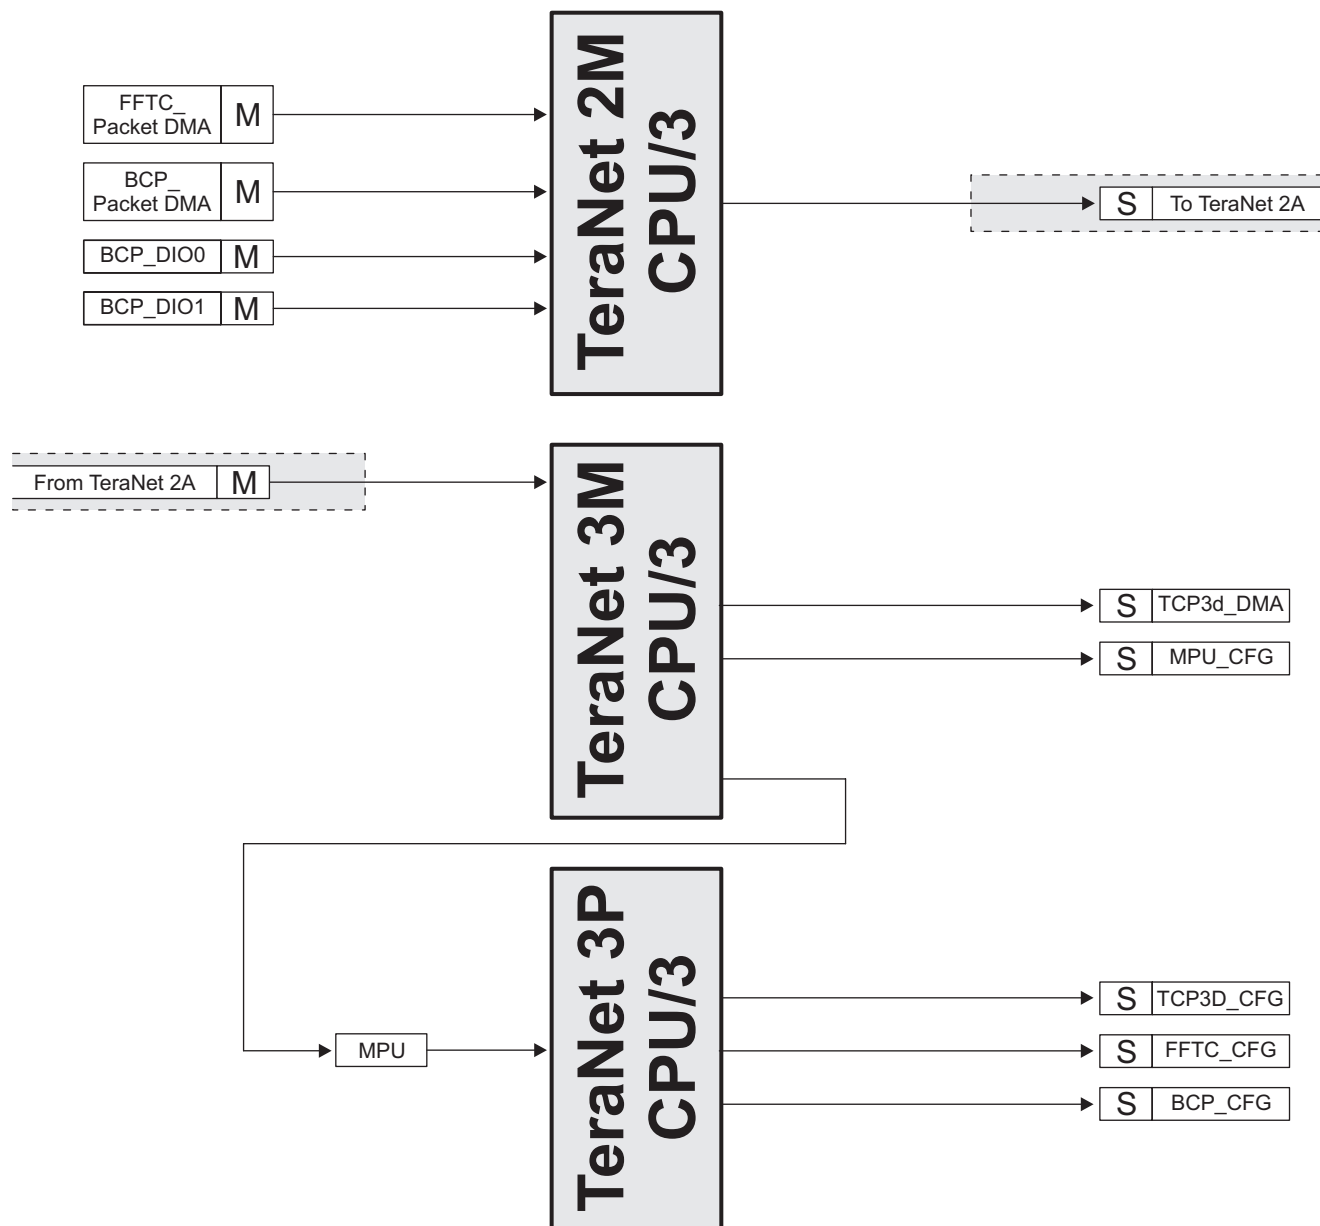 FFTC_
Packet DMA
M
BCP_
Packet DMA
M
BCP_DIO0
M
BCP_DIO1
M
TeraNet 2M
CPU/3
S
To TeraNet 2A
From TeraNet 2A
M
TeraNet 3M
CPU/3
S
TCP3d_DMA
S
MPU_CFG
MPU
TeraNet 3P
CPU/3
S
TCP3D_CFG
S
FFTC_CFG
S
BCP_CFG